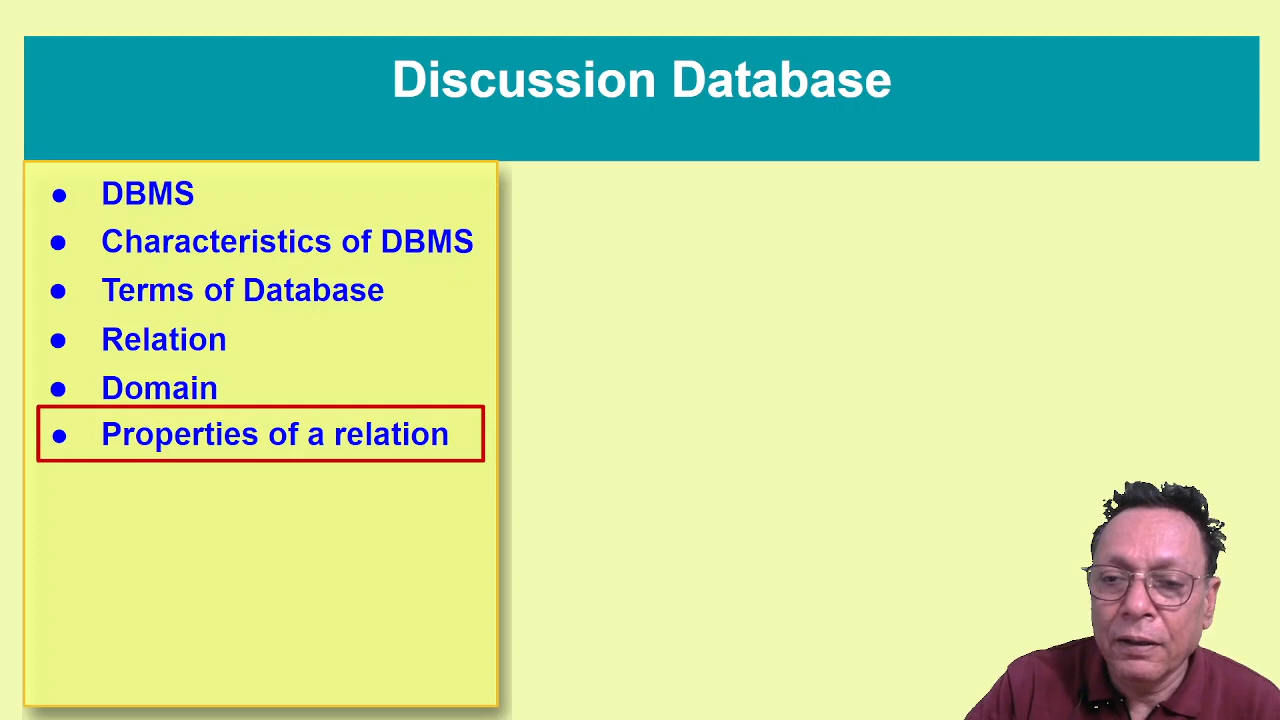 Discussion Database
● DBMS
● Characteristics of DBMS
● Terms of Database
● Relation
● Domain
● Properties of a relation